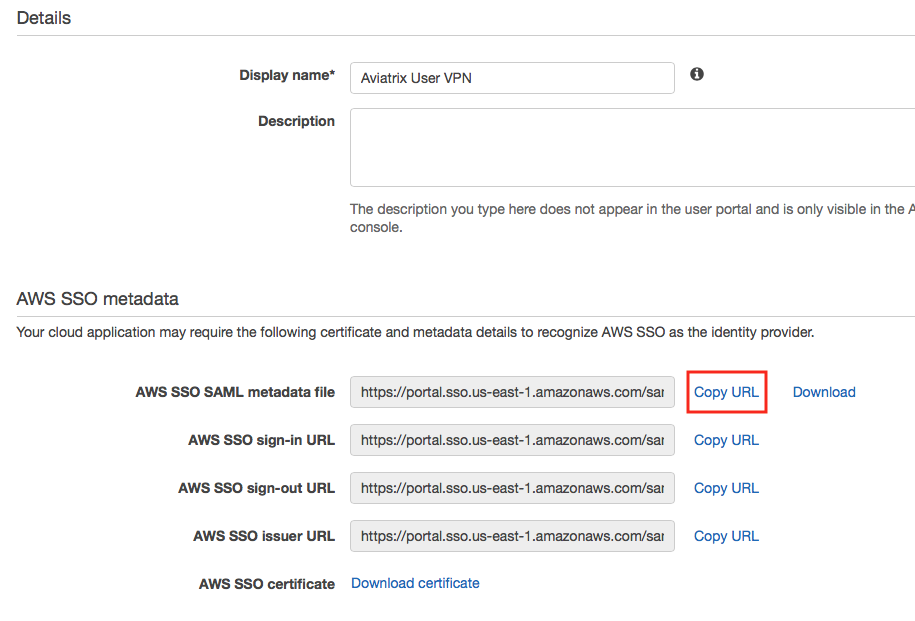 Details
Display name* Aviatrix User VPN
Description
The description you type here does not appear in the user portal and is only visible in the A
console.
AWS SSO metadata
Your cloud application may require the following certificate and metadata details to recognize AWS SSO as the identity provider.
AWS SSO SAML metadata file https://portal.sso.us-east-1.amazonaws.com/sar Copy URL Download
AWS SSO sign-in URL https://portal.sso.us-east-1.amazonaws.com/sar Copy URL
AWS SSO sign-out URL https://portal.sso.us-east-1.amazonaws.com/sar Copy URL
AWS SSO issuer URL https://portal.sso.us-east-1.amazonaws.com/sar Copy URL
AWS SSO certificate Download certificate